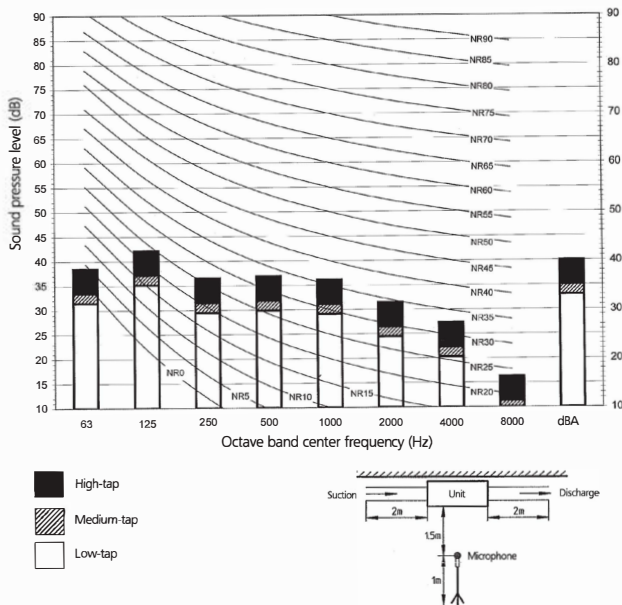 Sound pressure level (dB)
90
85
80
75
70
65
60
55
50
45
40
35
30
25
20
15
10
90
80
70
60
50
40
30
20
10
NR90
NR85
NR80
NR75
NR70
NR65
NR60
NR55
NR50
NR45
NR40
NR35
NR30
NR25
NR20
NR0
NR5
NR10
NR15
63 125 250 500 1000 2000 4000 8000 dBA
Octave band center frequency (Hz)
High-tap
Medium-tap
Low-tap
Suction Unit Discharge
2m 2m
1.5m
Microphone
1m